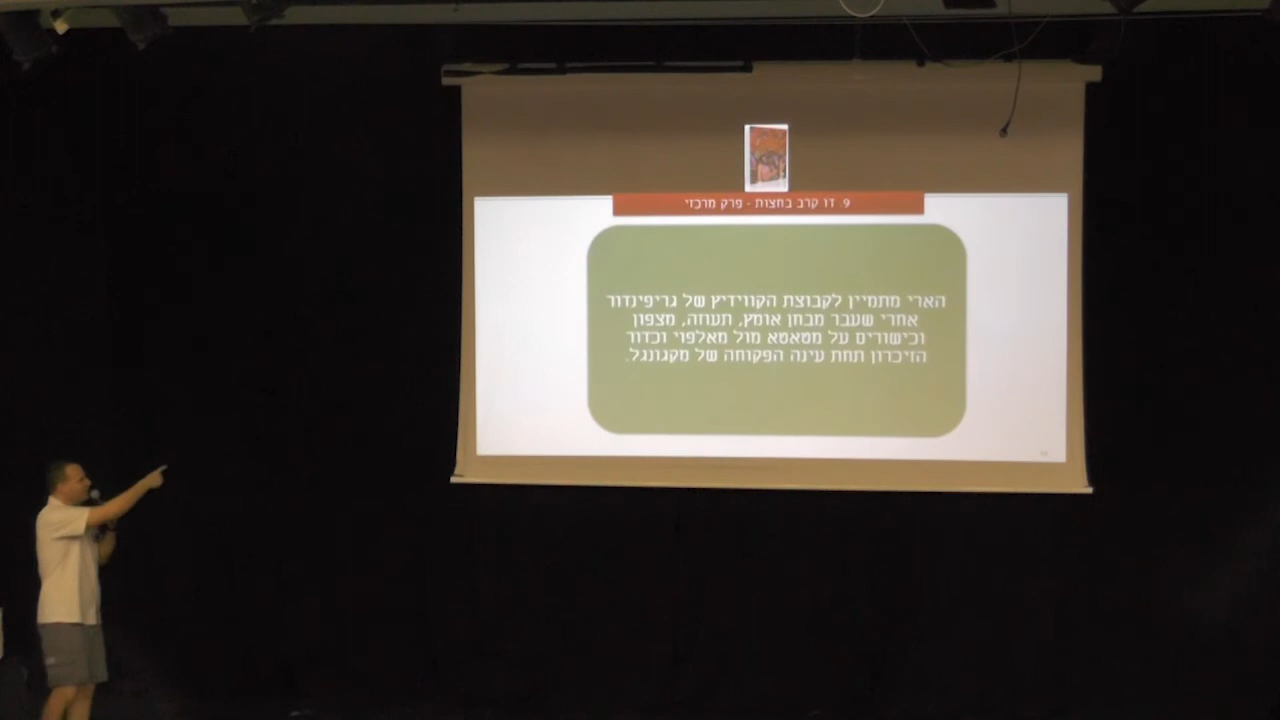 9. דו קרב בחצות - פרק מרכזי
הארי מתמיין לקבוצת הקווידיץ של גריפינדור
אחרי שעבר מבחן אומץ, תעוזה, מצפון
וכישורים על מטאטא מול מאלפוי וכדור
הזיכרון תחת עינה הפקוחה של מקגונגל.